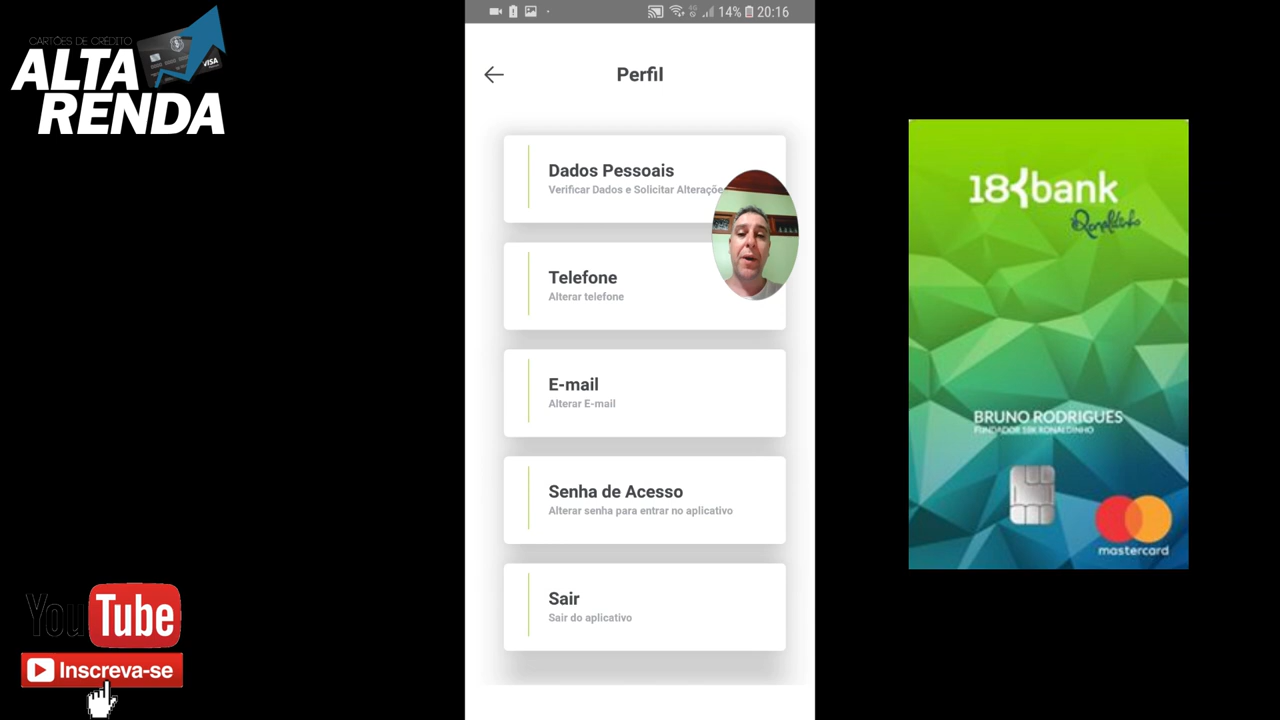 CARTÕES DE CRÉDITO
ALTA
RENDA
VISA
14% 20:16
Perfil
Dados Pessoais
Verificar Dados e Solicitar Alteraçõe
Telefone
Alterar telefone
E-mail
Alterar E-mail
Senha de Acesso
Alterar senha para entrar no aplicativo
Sair
Sair do aplicativo
18kbank
Ronaldinho
BRUNO RODRIGUES
FUNDADOR 18K RONALDINHO
mastercard
YouTube
Inscreva-se